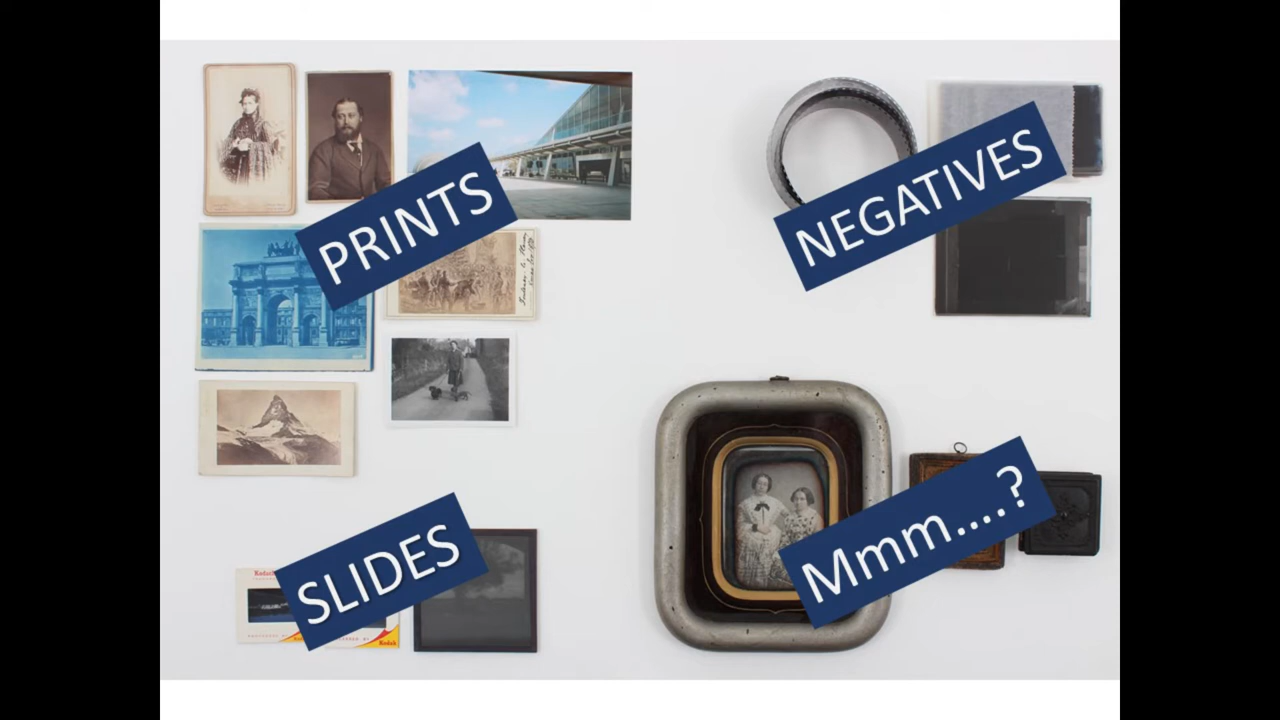 PRINTS
NEGATIVES
SLIDES
Mmm....?
Kodak
Kodak